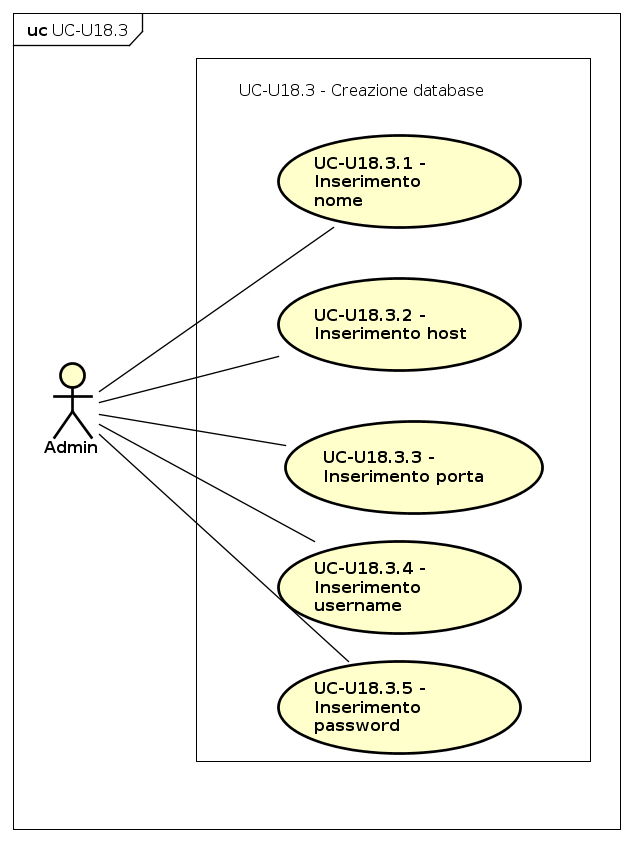 uc UC-U18.3
UC-U18.3 - Creazione database
UC-U18.3.1 -
Inserimento
nome
UC-U18.3.2 -
Inserimento host
UC-U18.3.3 -
Inserimento porta
Admin
UC-U18.3.4 -
Inserimento
username
UC-U18.3.5 -
Inserimento
password